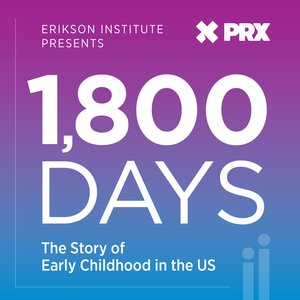 ERIKSON INSTITUTE
PRESENTS
PRX
1,800
DAYS
The Story of
Early Childhood in the US